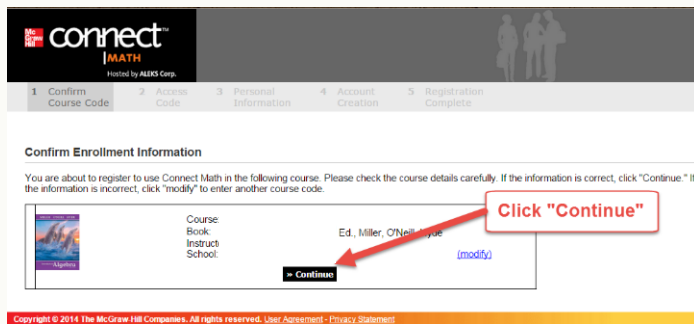 Mc
Graw
Hill
connect™
MATH
Hosted by ALEKS Corp.
1 Confirm Course Code
2 Access Code
3 Personal Information
4 Account Creation
5 Registration Complete
Confirm Enrollment Information
You are about to register to use Connect Math in the following course. Please check the course details carefully. If the information is correct, click "Continue." If
the information is incorrect, click "modify" to enter another course code.
Click "Continue"
Course:
Book: Ed., Miller, O'Neill, Hyde
Instruct
School: (modify)
Algebra
» Continue
Copyright © 2014 The McGraw-Hill Companies. All rights reserved. User Agreement - Privacy Statement